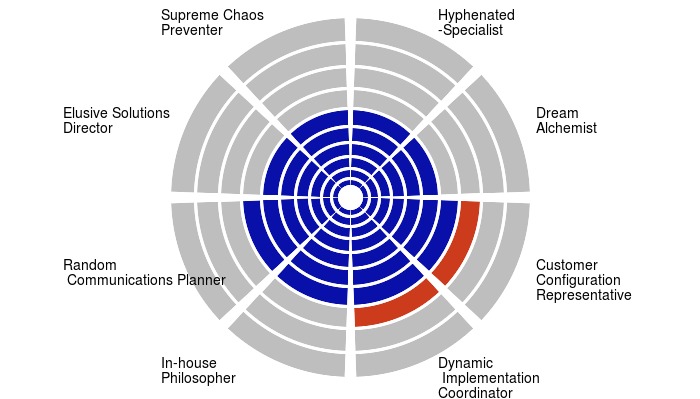 Supreme Chaos
Preventer
Hyphenated
-Specialist
Elusive Solutions
Director
Dream
Alchemist
Random
Communications Planner
Customer
Configuration
Representative
In-house
Philosopher
Dynamic
Implementation
Coordinator